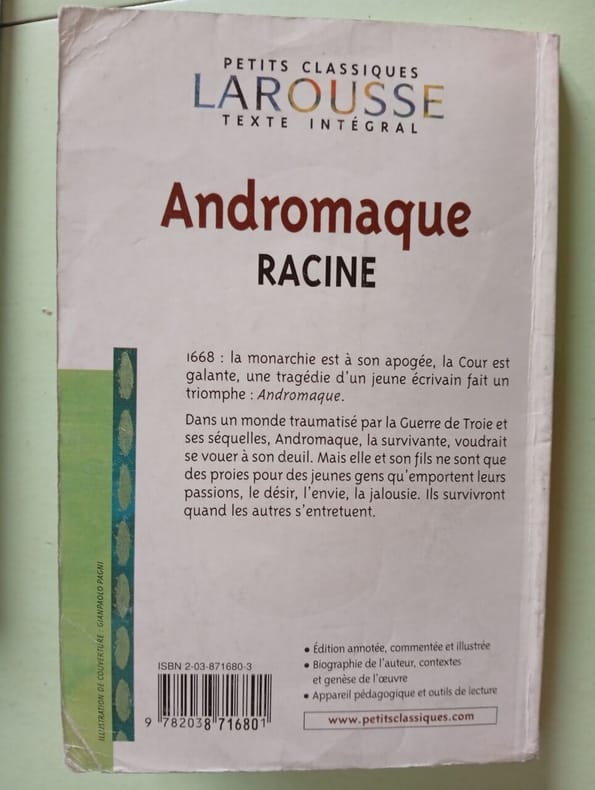 PETITS CLASSIQUES
LAROUSSE
TEXTE INTÉGRAL
Andromaque
RACINE
1668 : la monarchie est à son apogée, la Cour est
galante, une tragédie d'un jeune écrivain fait un
triomphe : Andromaque.
Dans un monde traumatisé par la Guerre de Troie et
ses séquelles, Andromaque, la survivante, voudrait
se vouer à son deuil. Mais elle et son fils ne sont que
des proies pour des jeunes gens qu'emportent leurs
passions, le désir, l'envie, la jalousie. Ils survivront
quand les autres s'entretuent.
ILLUSTRATION DE COUVERTURE : GIANPAOLO PAGNI
• Édition annotée, commentée et illustrée
• Biographie de l'auteur, contextes
et genèse de l'œuvre
• Appareil pédagogique et outils de lecture
www.petitsclassiques.com
ISBN 2-03-871680-3
9 782038 716801